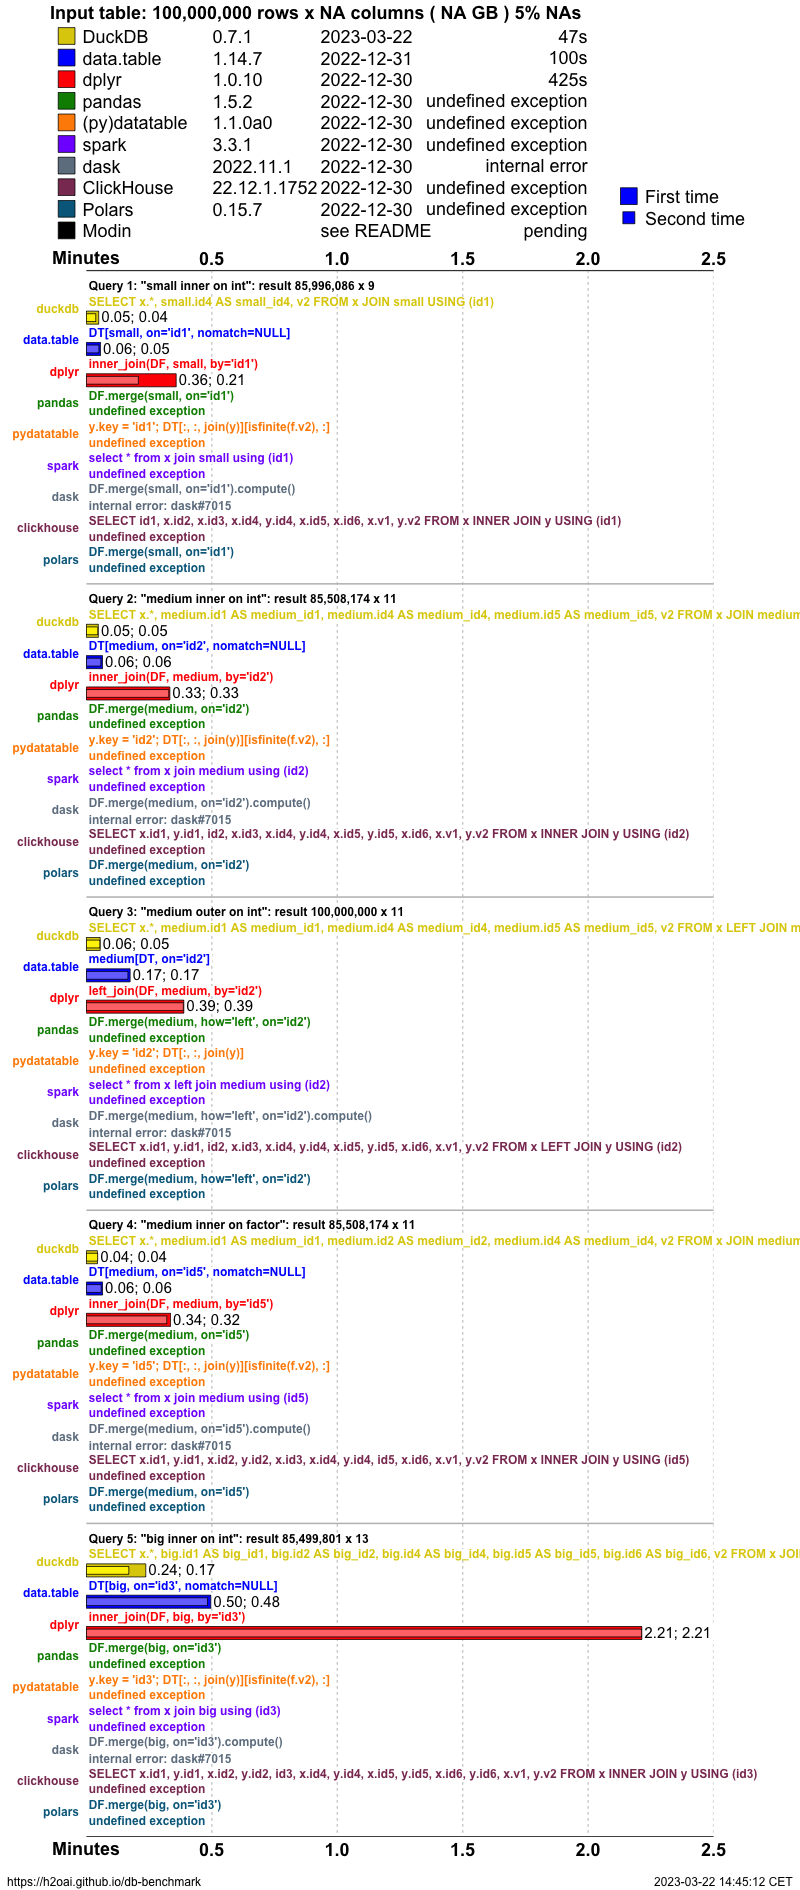 Input table: 100,000,000 rows x NA columns ( NA GB ) 5% NAs
DuckDB 0.7.1 2023-03-22 47s
data.table 1.14.7 2022-12-31 100s
dplyr 1.0.10 2022-12-30 425s
pandas 1.5.2 2022-12-30 undefined exception
(py)datatable 1.1.0a0 2022-12-30 undefined exception
spark 3.3.1 2022-12-30 undefined exception
dask 2022.11.1 2022-12-30 internal error
ClickHouse 22.12.1.1752 2022-12-30 undefined exception
Polars 0.15.7 2022-12-30 undefined exception
Modin see README pending
First time
Second time
Minutes 0.5 1.0 1.5 2.0 2.5
Query 1: "small inner on int": result 85,996,086 x 9
SELECT x.*, small.id4 AS small_id4, v2 FROM x JOIN small USING (id1)
duckdb 0.05; 0.04
DT[small, on='id1', nomatch=NULL]
data.table 0.06; 0.05
inner_join(DF, small, by='id1')
dplyr 0.36; 0.21
DF.merge(small, on='id1')
pandas undefined exception
y.key = 'id1'; DT[:, :, join(y)][isfinite(f.v2), :]
pydatatable undefined exception
select * from x join small using (id1)
spark undefined exception
DF.merge(small, on='id1').compute()
dask internal error: dask#7015
SELECT id1, x.id2, x.id3, x.id4, y.id4, x.id5, x.id6, x.v1, y.v2 FROM x INNER JOIN y USING (id1)
clickhouse undefined exception
DF.merge(small, on='id1')
polars undefined exception
Query 2: "medium inner on int": result 85,508,174 x 11
SELECT x.*, medium.id1 AS medium_id1, medium.id4 AS medium_id4, medium.id5 AS medium_id5, v2 FROM x JOIN medium
duckdb 0.05; 0.05
DT[medium, on='id2', nomatch=NULL]
data.table 0.06; 0.06
inner_join(DF, medium, by='id2')
dplyr 0.33; 0.33
DF.merge(medium, on='id2')
pandas undefined exception
y.key = 'id2'; DT[:, :, join(y)][isfinite(f.v2), :]
pydatatable undefined exception
select * from x join medium using (id2)
spark undefined exception
DF.merge(medium, on='id2').compute()
dask internal error: dask#7015
SELECT x.id1, y.id1, id2, x.id3, x.id4, y.id4, x.id5, y.id5, x.id6, x.v1, y.v2 FROM x INNER JOIN y USING (id2)
clickhouse undefined exception
DF.merge(medium, on='id2')
polars undefined exception
Query 3: "medium outer on int": result 100,000,000 x 11
SELECT x.*, medium.id1 AS medium_id1, medium.id4 AS medium_id4, medium.id5 AS medium_id5, v2 FROM x LEFT JOIN m
duckdb 0.06; 0.05
medium[DT, on='id2']
data.table 0.17; 0.17
left_join(DF, medium, by='id2')
dplyr 0.39; 0.39
DF.merge(medium, how='left', on='id2')
pandas undefined exception
y.key = 'id2'; DT[:, :, join(y)]
pydatatable undefined exception
select * from x left join medium using (id2)
spark undefined exception
DF.merge(medium, how='left', on='id2').compute()
dask internal error: dask#7015
SELECT x.id1, y.id1, id2, x.id3, x.id4, y.id4, x.id5, y.id5, x.id6, x.v1, y.v2 FROM x LEFT JOIN y USING (id2)
clickhouse undefined exception
DF.merge(medium, how='left', on='id2')
polars undefined exception
Query 4: "medium inner on factor": result 85,508,174 x 11
SELECT x.*, medium.id1 AS medium_id1, medium.id2 AS medium_id2, medium.id4 AS medium_id4, v2 FROM x JOIN medium
duckdb 0.04; 0.04
DT[medium, on='id5', nomatch=NULL]
data.table 0.06; 0.06
inner_join(DF, medium, by='id5')
dplyr 0.34; 0.32
DF.merge(medium, on='id5')
pandas undefined exception
y.key = 'id5'; DT[:, :, join(y)][isfinite(f.v2), :]
pydatatable undefined exception
select * from x join medium using (id5)
spark undefined exception
DF.merge(medium, on='id5').compute()
dask internal error: dask#7015
SELECT x.id1, y.id1, x.id2, y.id2, x.id3, x.id4, y.id4, id5, x.id6, x.v1, y.v2 FROM x INNER JOIN y USING (id5)
clickhouse undefined exception
DF.merge(medium, on='id5')
polars undefined exception
Query 5: "big inner on int": result 85,499,801 x 13
SELECT x.*, big.id1 AS big_id1, big.id2 AS big_id2, big.id4 AS big_id4, big.id5 AS big_id5, big.id6 AS big_id6, v2 FROM x JOI
duckdb 0.24; 0.17
DT[big, on='id3', nomatch=NULL]
data.table 0.50; 0.48
inner_join(DF, big, by='id3')
dplyr 2.21; 2.21
DF.merge(big, on='id3')
pandas undefined exception
y.key = 'id3'; DT[:, :, join(y)][isfinite(f.v2), :]
pydatatable undefined exception
select * from x join big using (id3)
spark undefined exception
DF.merge(big, on='id3').compute()
dask internal error: dask#7015
SELECT x.id1, y.id1, x.id2, y.id2, id3, x.id4, y.id4, x.id5, y.id5, x.id6, y.id6, x.v1, y.v2 FROM x INNER JOIN y USING (id3)
clickhouse undefined exception
DF.merge(big, on='id3')
polars undefined exception
Minutes 0.5 1.0 1.5 2.0 2.5
https://h2oai.github.io/db-benchmark 2023-03-22 14:45:12 CET